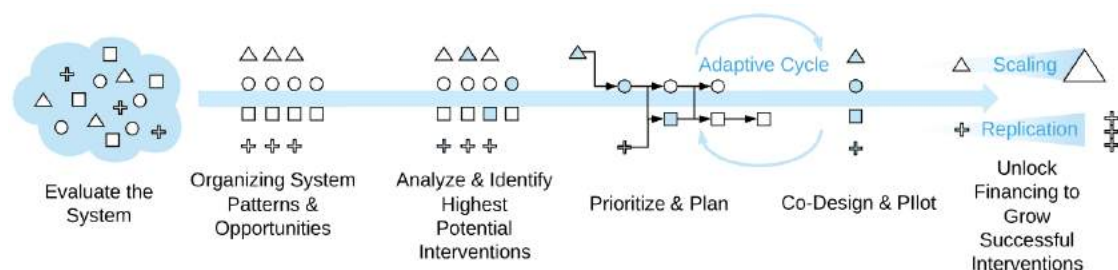 Evaluate the
System
Organizing System
Patterns &
Opportunities
Analyze & Identify
Highest
Potential
Interventions
Prioritize & Plan
Adaptive Cycle
Co-Design & PIlot
Scaling
Replication
Unlock
Financing to
Grow
Successful
Interventions